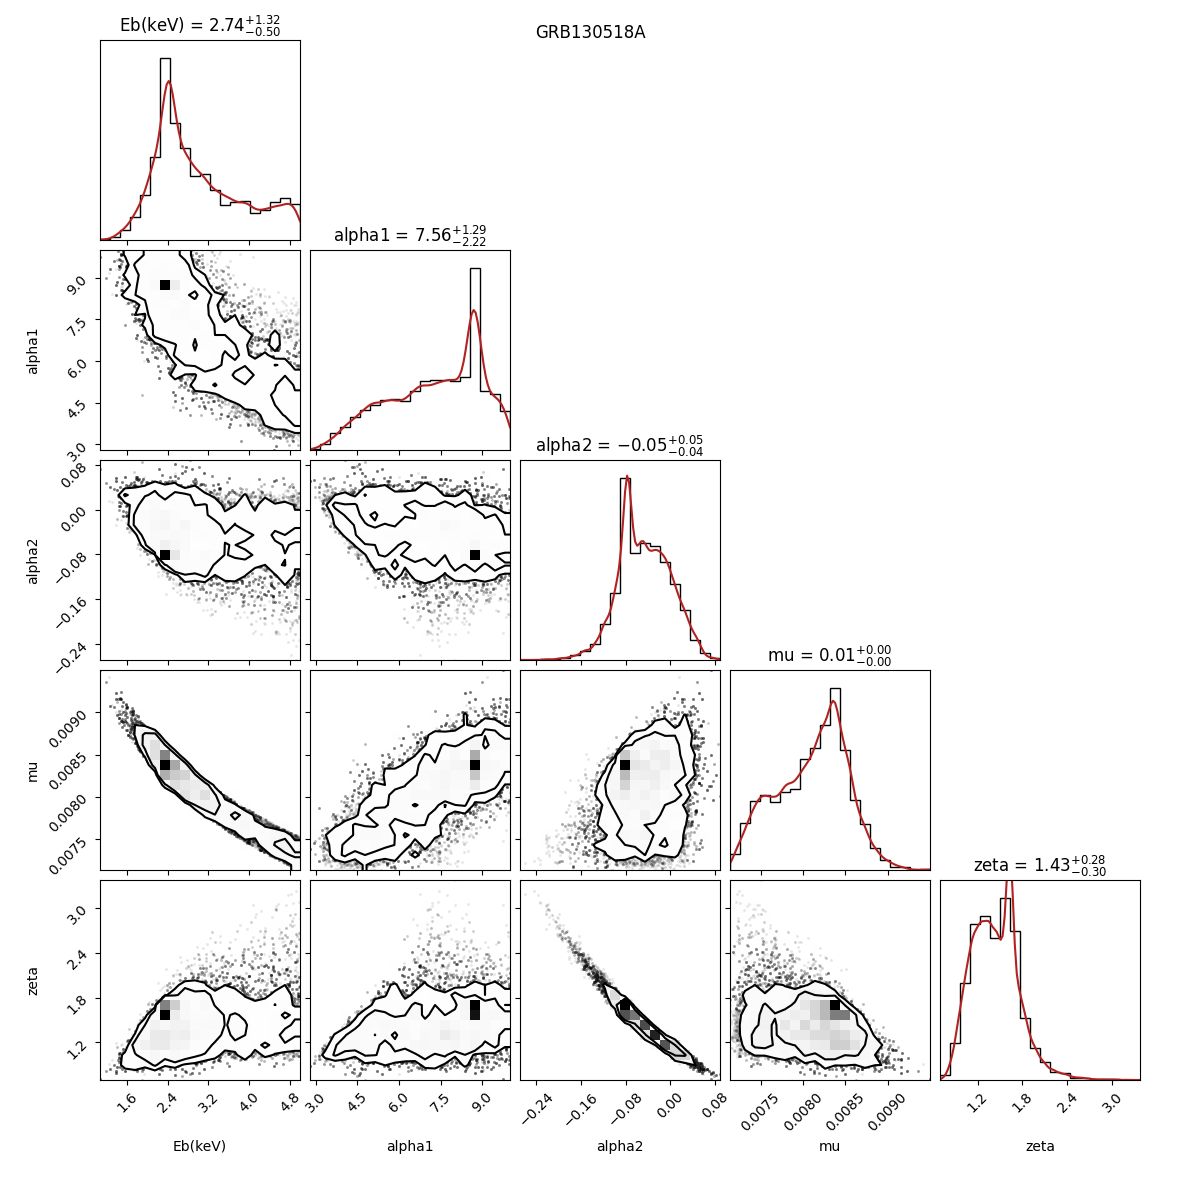 GRB130518A
Eb(keV) = 2.74+1.32−0.50
alpha1 = 7.56+1.29−2.22
9.0
7.5
6.0
4.5
3.0
alpha1
alpha2 = −0.05+0.05−0.04
0.08
0.00
−0.08
−0.16
−0.24
alpha2
mu = 0.01+0.00−0.00
0.0090
0.0085
0.0080
0.0075
mu
zeta = 1.43+0.28−0.30
3.0
2.4
1.8
1.2
zeta
1.6 2.4 3.2 4.0 4.8 3.0 4.5 6.0 7.5 9.0 −0.24 −0.16 −0.08 0.00 0.08 0.0075 0.0080 0.0085 0.0090 1.2 1.8 2.4 3.0
Eb(keV) alpha1 alpha2 mu zeta